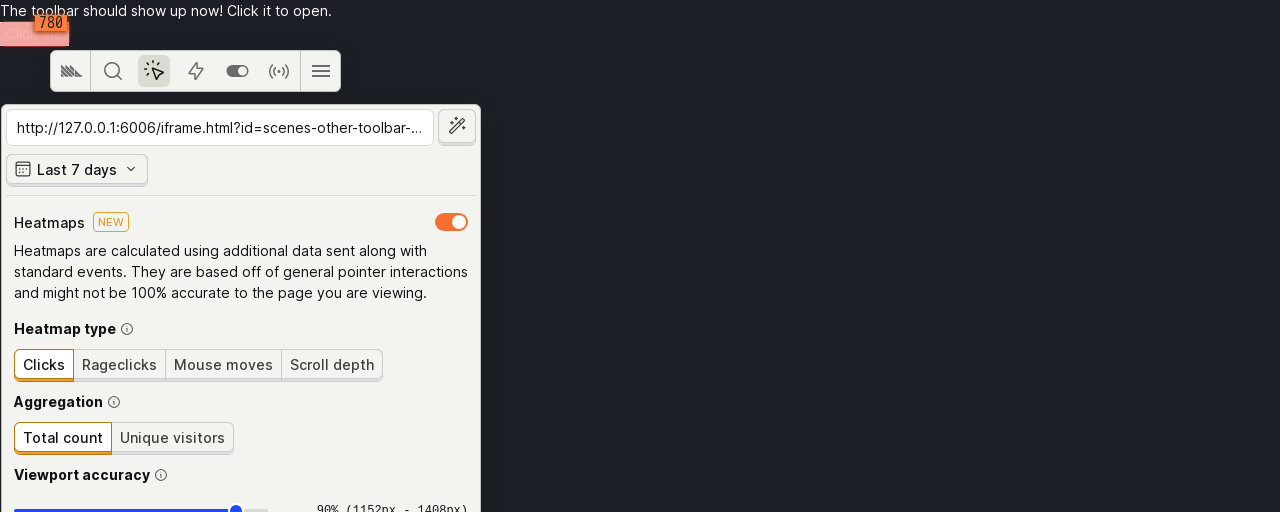 The toolbar should show up now! Click it to open.
780
Click me
http://127.0.0.1:6006/iframe.html?id=scenes-other-toolbar-...
Last 7 days
Heatmaps NEW
Heatmaps are calculated using additional data sent along with
standard events. They are based off of general pointer interactions
and might not be 100% accurate to the page you are viewing.
Heatmap type
Clicks Rageclicks Mouse moves Scroll depth
Aggregation
Total count Unique visitors
Viewport accuracy
90% (1152px - 1408px)